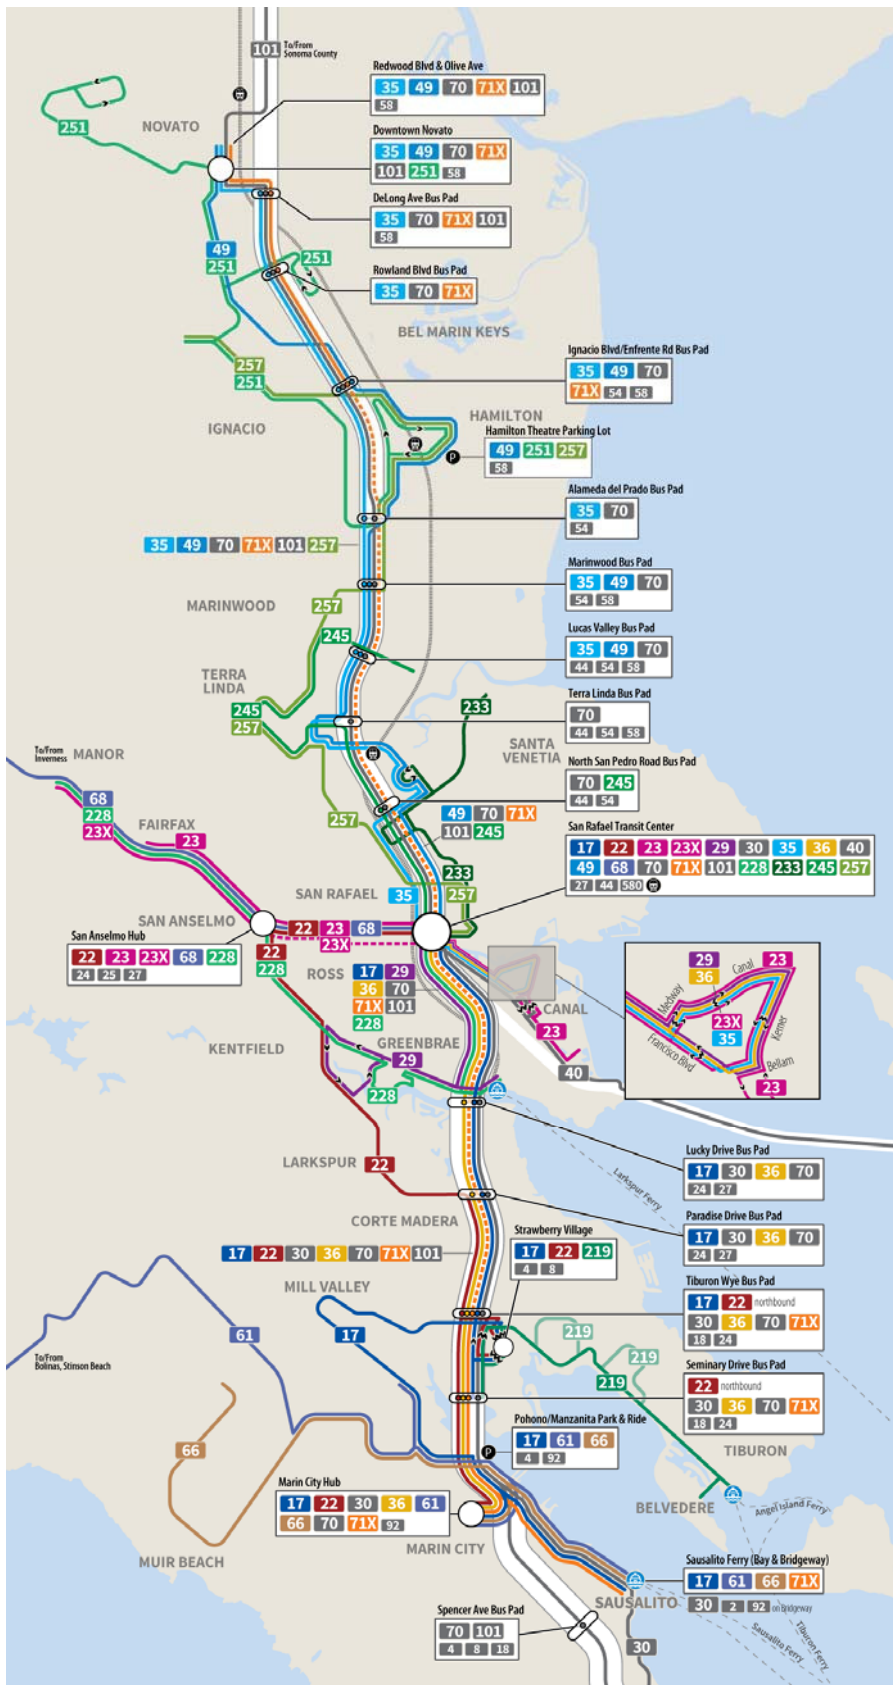 101 To/From
Sonoma County
Redwood Blvd & Olive Ave
35 49 70 71X 101
58
NOVATO
251
Downtown Novato
35 49 70 71X
101 251 58
DeLong Ave Bus Pad
35 70 71X 101
58
49
251
251
Rowland Blvd Bus Pad
35 70 71X
BEL MARIN KEYS
Ignacio Blvd/Enfrente Rd Bus Pad
35 49 70
71X 54 58
257
251
IGNACIO
HAMILTON
Hamilton Theatre Parking Lot
49 251 257
58
P
Alameda del Prado Bus Pad
35 70
54
35 49 70 71X 101 257
Marinwood Bus Pad
35 49 70
54 58
MARINWOOD
257
245
Lucas Valley Bus Pad
35 49 70
44 54 58
TERRA
LINDA
245
257
Terra Linda Bus Pad
70
44 54 58
233
SANTA
VENETIA
To/From
Inverness
MANOR
North San Pedro Road Bus Pad
70 245
44 54
68
228
23X
FAIRFAX
23
257
49 70 71X
101 245
San Rafael Transit Center
17 22 23 23X 29 30 35 36 40
49 68 70 71X 101 228 233 245 257
27 44 580
233
SAN RAFAEL
35
257
SAN ANSELMO
22 23 68
23X
San Anselmo Hub
22 23 23X 68 228
24 25 27
22
228
ROSS
17 29
36 70
71X 101
228
CANAL
23
40
29
36
Canal
23
Medway
23X
35
Kerner
Francisco Blvd
Bellam
23
KENTFIELD
GREENBRAE
29
228
LARKSPUR
22
Larkspur Ferry
Lucky Drive Bus Pad
17 30 36 70
24 27
CORTE MADERA
Paradise Drive Bus Pad
17 30 36 70
24 27
17 22 30 36 70 71X 101
Strawberry Village
17 22 219
4 8
MILL VALLEY
Tiburon Wye Bus Pad
17 22 northbound
30 36 70 71X
18 24
61
17
219
219
219
To/From
Bolinas, Stinson Beach
Seminary Drive Bus Pad
22 northbound
30 36 70 71X
18 24
66
Pohono/Manzanita Park & Ride
17 61 66
4 92
P
TIBURON
Marin City Hub
17 22 30 36 61
66 70 71X 92
BELVEDERE
Angel Island Ferry
MARIN CITY
MUIR BEACH
Sausalito Ferry (Bay & Bridgeway)
17 61 66 71X
30 2 92 on Bridgeway
SAUSALITO
Spencer Ave Bus Pad
70 101
4 8 18
30
Sausalito Ferry
Tiburon Ferry